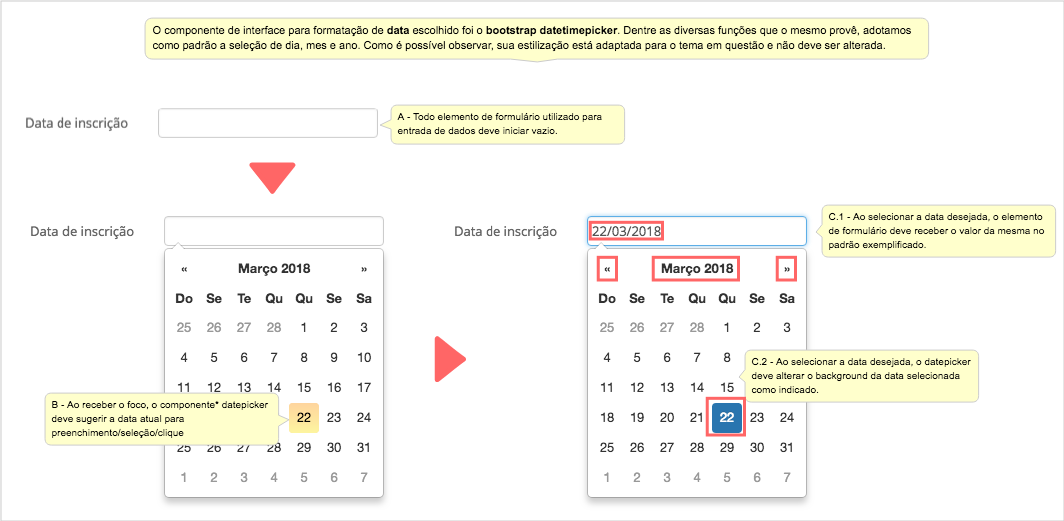 O componente de interface para formatação de data escolhido foi o bootstrap datetimepicker. Dentre as diversas funções que o mesmo provê, adotamos
como padrão a seleção de dia, mes e ano. Como é possível observar, sua estilização está adaptada para o tema em questão e não deve ser alterada.
Data de inscrição
A - Todo elemento de formulário utilizado para
entrada de dados deve iniciar vazio.
Data de inscrição
« Março 2018 »
Do Se Te Qu Qu Se Sa
25 26 27 28 1 2 3
4 5 6 7 8 9 10
11 12 13 14 15 16 17
B - Ao receber o foco, o componente* datepicker
deve sugerir a data atual para
preenchimento/seleção/clique
22 23 24
25 26 27 28 29 30 31
1 2 3 4 5 6 7
Data de inscrição
22/03/2018
C.1 - Ao selecionar a data desejada, o elemento
de formulário deve receber o valor da mesma no
padrão exemplificado.
« Março 2018 »
Do Se Te Qu Qu Se Sa
25 26 27 28 1 2 3
4 5 6 7 8
11 12 13 14 15
C.2 - Ao selecionar a data desejada, o datepicker
deve alterar o background da data selecionada
como indicado.
18 19 20 21 22 23 24
25 26 27 28 29 30 31
1 2 3 4 5 6 7